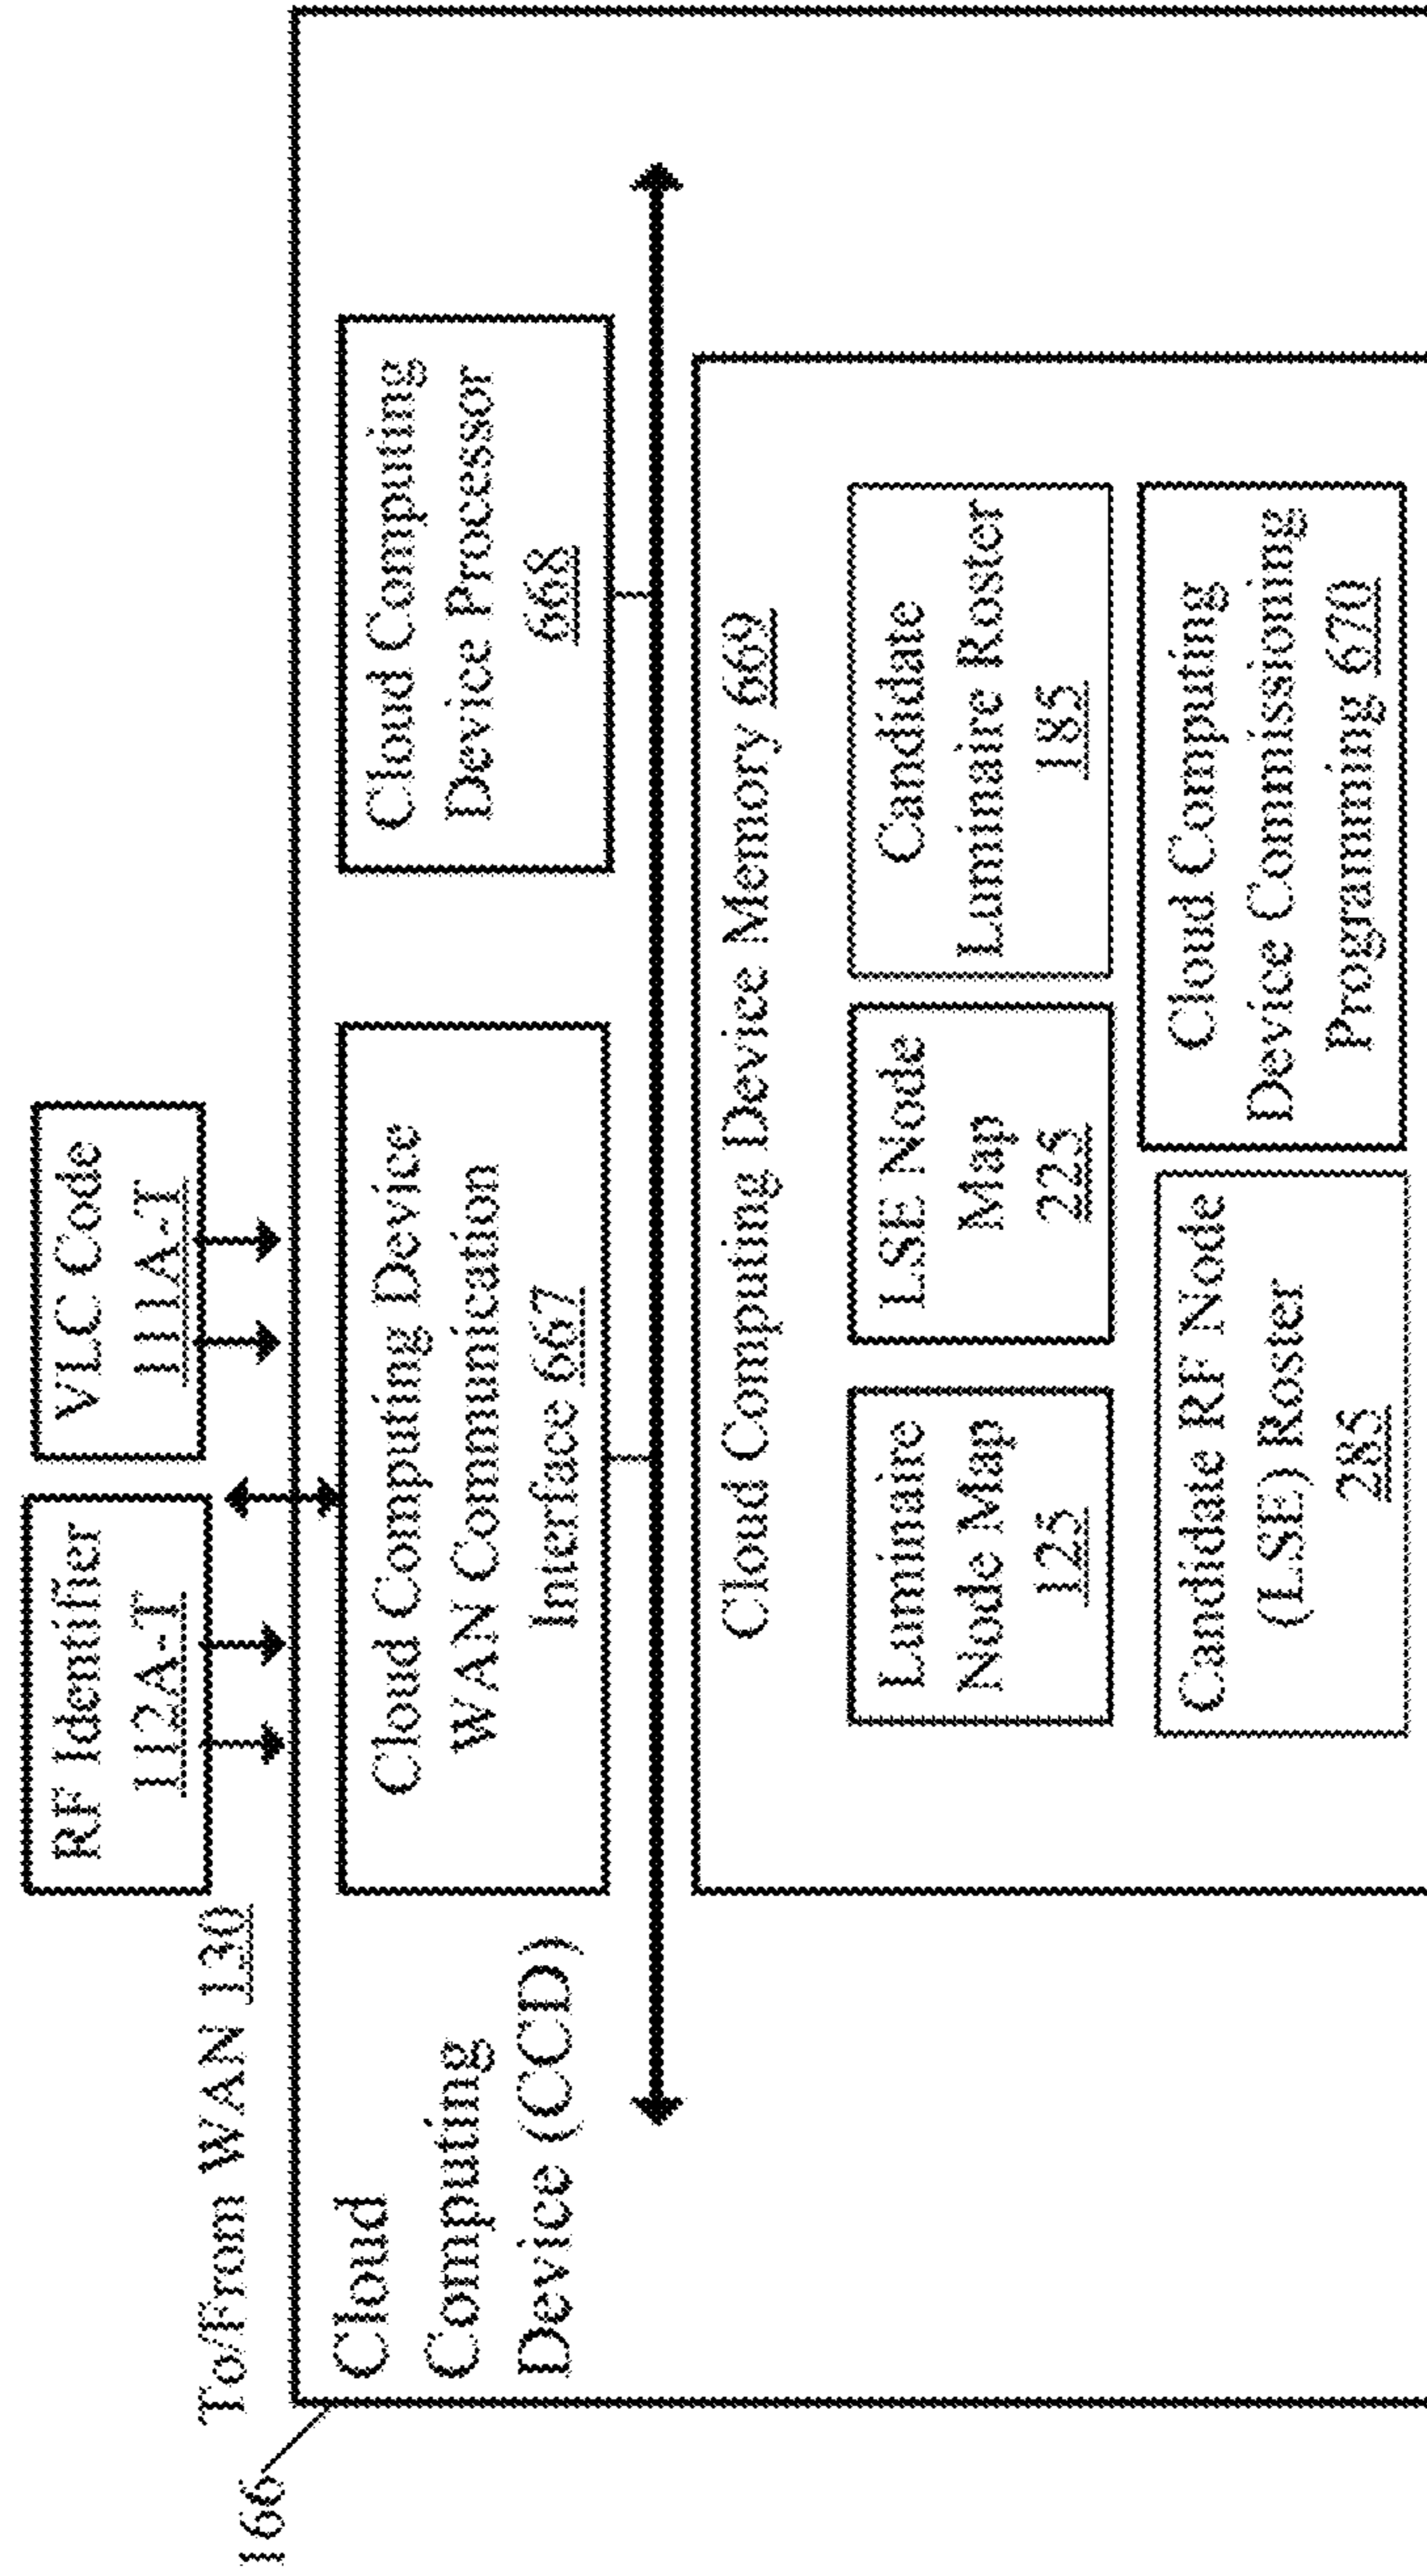 RF Identifier
112A-T
VLC Code
111A-T
To/From WAN 130
166
Cloud
Computing
Device (CCD)
Cloud Computing Device
WAN Communication
Interface 667
Cloud Computing
Device Processor
668
Cloud Computing Device Memory 669
Luminaire
Node Map
125
LSE Node
Map
225
Candidate
Luminaire Roster
185
Candidate RF Node
(LSE) Roster
285
Cloud Computing
Device Commissioning
Programming 670